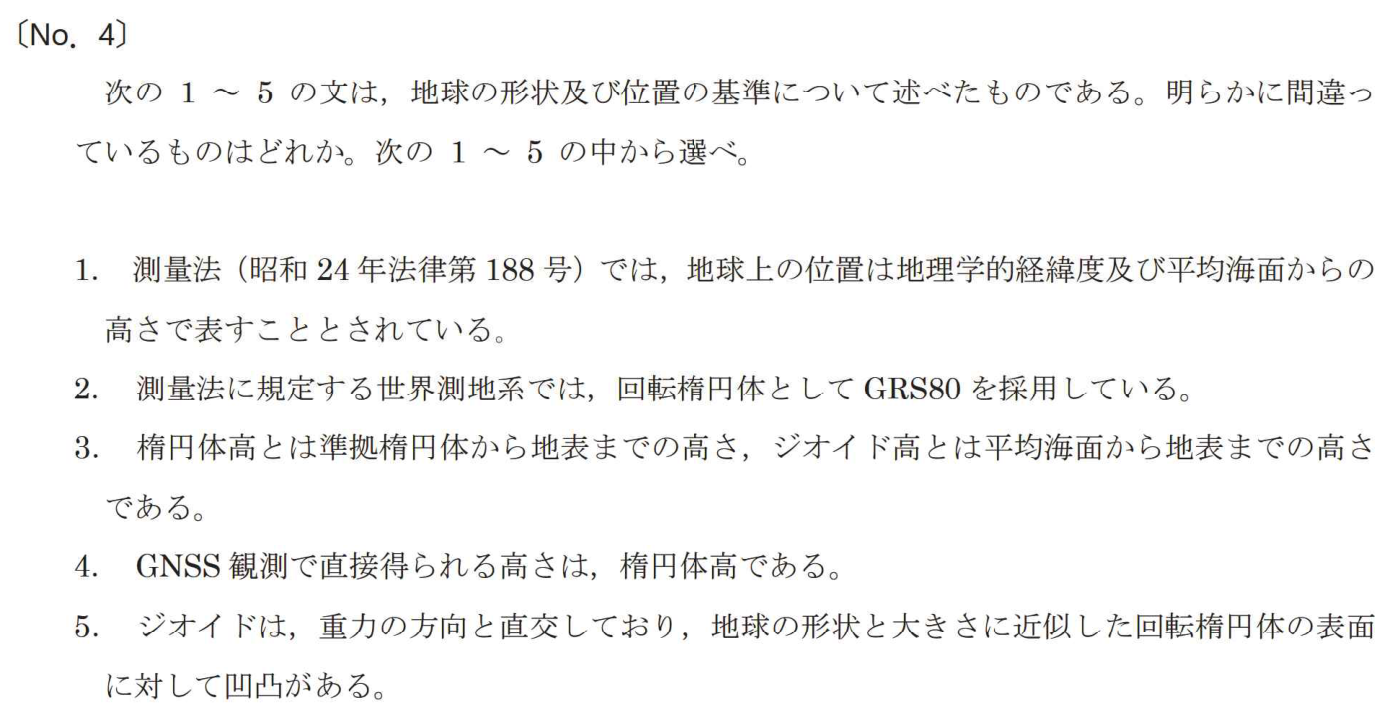 〔No. 4〕
次の 1 ～ 5 の文は，地球の形状及び位置の基準について述べたものである。明らかに間違っ
ているものはどれか。次の 1 ～ 5 の中から選べ。
1. 測量法（昭和 24 年法律第 188 号）では，地球上の位置は地理学的経緯度及び平均海面からの
高さで表すこととされている。
2. 測量法に規定する世界測地系では，回転楕円体として GRS80 を採用している。
3. 楕円体高とは準拠楕円体から地表までの高さ，ジオイド高とは平均海面から地表までの高さ
である。
4. GNSS 観測で直接得られる高さは，楕円体高である。
5. ジオイドは，重力の方向と直交しており，地球の形状と大きさに近似した回転楕円体の表面
に対して凹凸がある。